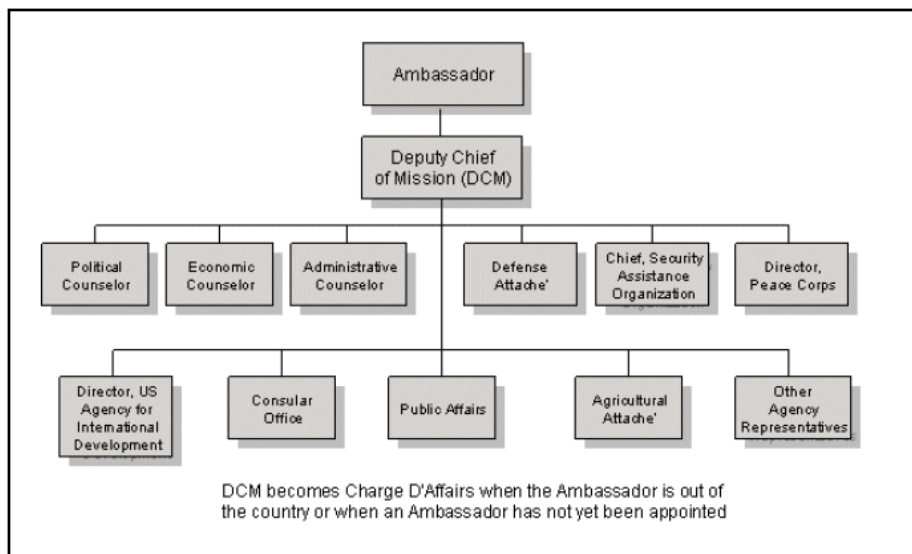 Ambassador
Deputy Chief
of Mission (DCM)
Political
Counselor
Economic
Counselor
Administrative
Counselor
Defense
Attache'
Chief, Security
Assistance
Organization
Director,
Peace Corps
Director, US
Agency for
International
Development
Consular
Office
Public Affairs
Agricultural
Attache'
Other
Agency
Representatives
DCM becomes Charge D'Affairs when the Ambassador is out of
the country or when an Ambassador has not yet been appointed